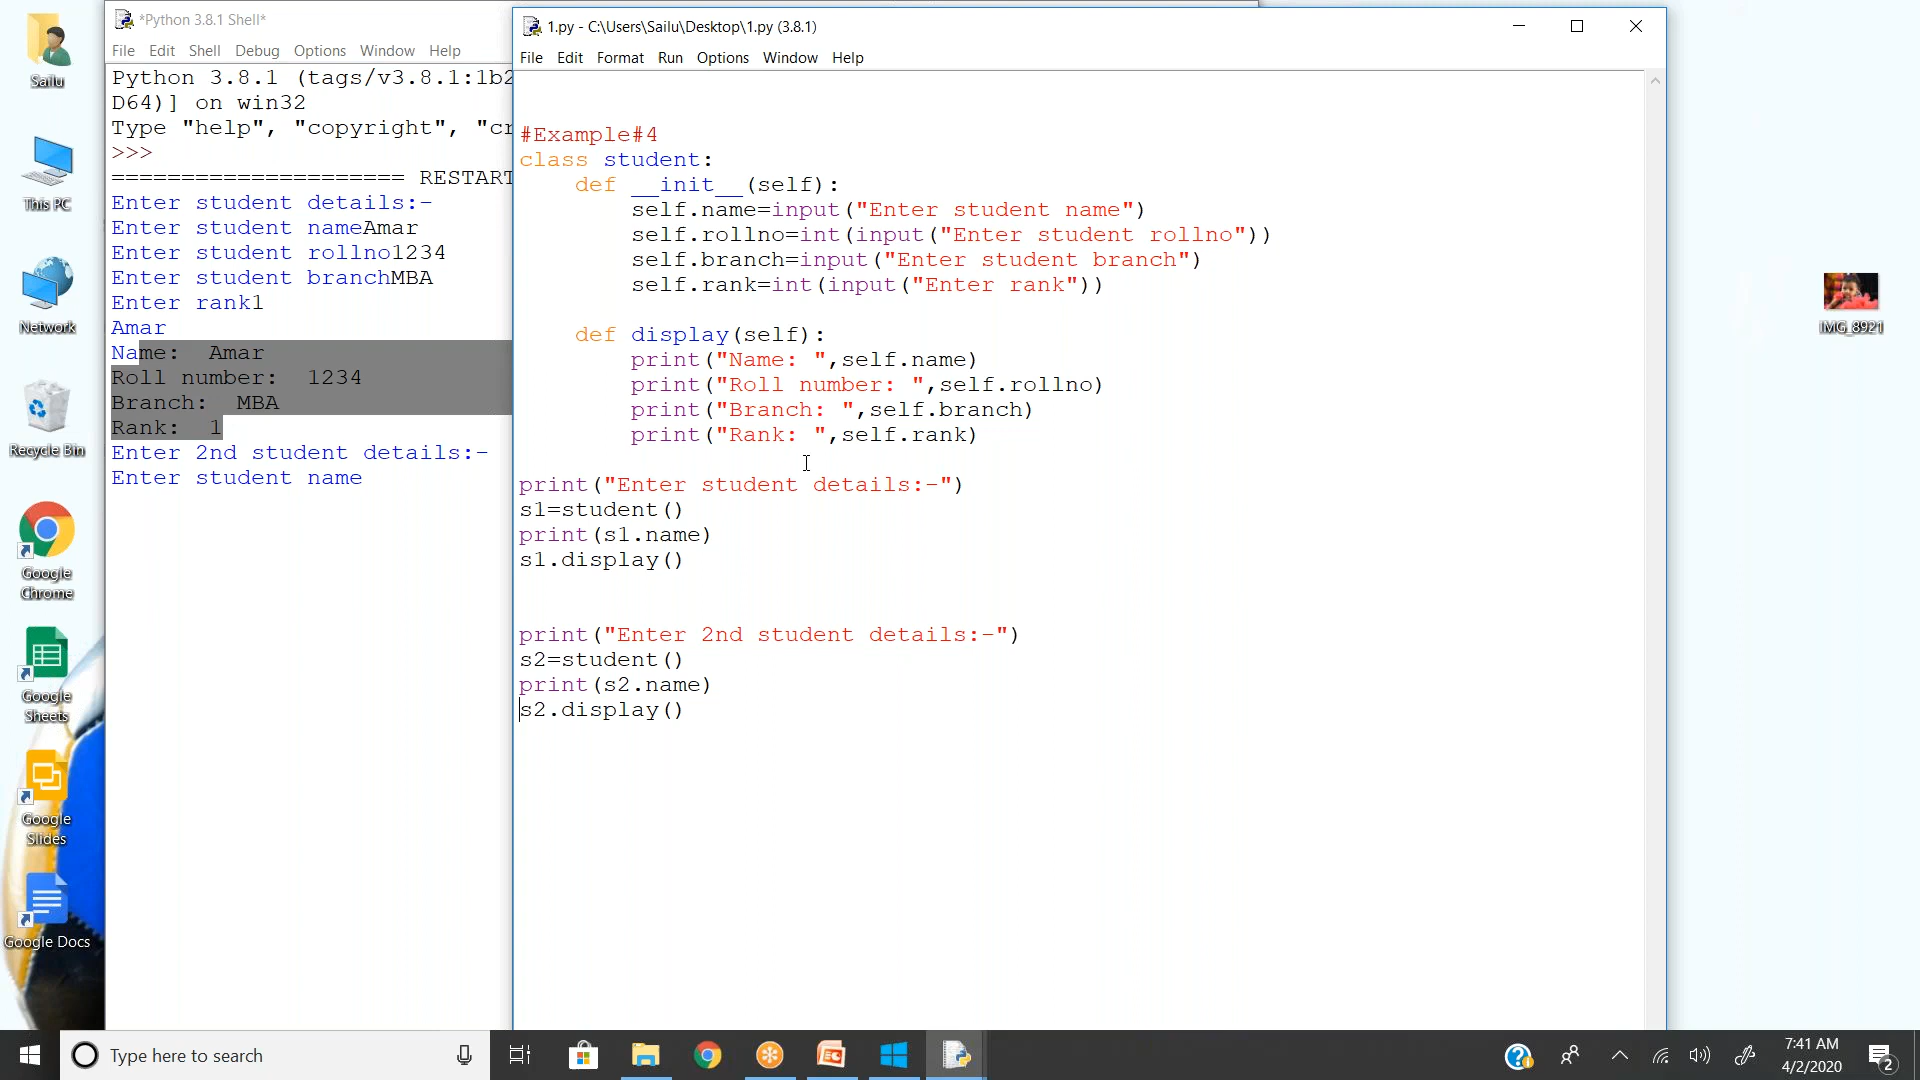 *Python 3.8.1 Shell*
File Edit Shell Debug Options Window Help
Python 3.8.1 (tags/v3.8.1:1b2
D64)] on win32
Type "help", "copyright", "cr
>>>
===================== RESTART
Enter student details:-
Enter student nameAmar
Enter student rollno1234
Enter student branchMBA
Enter rank1
Amar
Name:  Amar
Roll number:  1234
Branch:  MBA
Rank:  1
Enter 2nd student details:-
Enter student name
1.py - C:\Users\Sailu\Desktop\1.py (3.8.1)
File Edit Format Run Options Window Help
#Example#4
class student:
    def __init__(self):
        self.name=input("Enter student name")
        self.rollno=int(input("Enter student rollno"))
        self.branch=input("Enter student branch")
        self.rank=int(input("Enter rank"))
    def display(self):
        print("Name: ",self.name)
        print("Roll number: ",self.rollno)
        print("Branch: ",self.branch)
        print("Rank: ",self.rank)
print("Enter student details:-")
s1=student()
print(s1.name)
s1.display()
print("Enter 2nd student details:-")
s2=student()
print(s2.name)
s2.display()
Sailu
This PC
Network
Recycle Bin
Google
Chrome
Google
Sheets
Google
Slides
Google Docs
IMG_8921
Type here to search
7:41 AM
4/2/2020
2